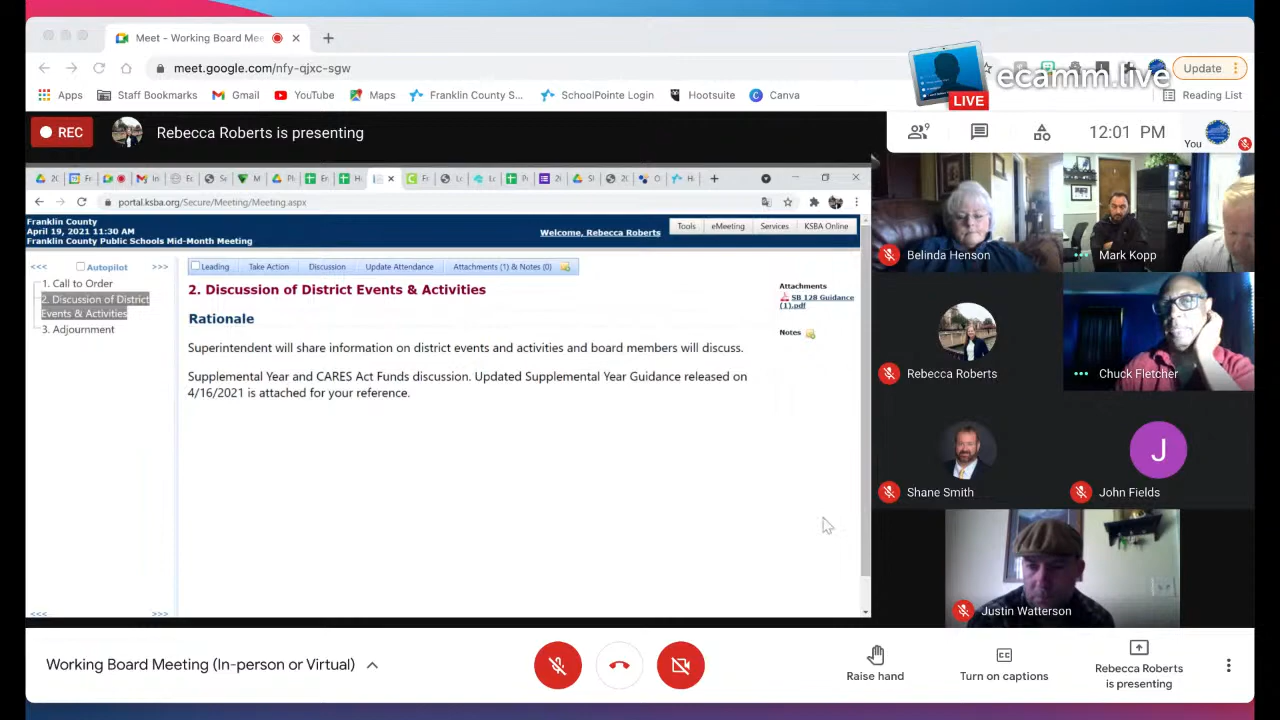 Meet - Working Board Mee
meet.google.com/nfy-qjxc-sgw
Update
ecamm.live
LIVE
Apps
Staff Bookmarks
Gmail
YouTube
Maps
Franklin County S...
SchoolPointe Login
Hootsuite
Canva
Reading List
REC
Rebecca Roberts is presenting
9
12:01 PM
You
portal.ksba.org/Secure/Meeting/Meeting.aspx
Franklin County
April 19, 2021 11:30 AM
Franklin County Public Schools Mid-Month Meeting
Welcome, Rebecca Roberts
Tools
eMeeting
Services
KSBA Online
<<< Autopilot >>>
1. Call to Order
2. Discussion of District
Events & Activities
3. Adjournment
<<< >>>
Leading
Take Action
Discussion
Update Attendance
Attachments (1) & Notes (0)
2. Discussion of District Events & Activities
Rationale
Superintendent will share information on district events and activities and board members will discuss.
Supplemental Year and CARES Act Funds discussion. Updated Supplemental Year Guidance released on
4/16/2021 is attached for your reference.
Attachments
SB 128 Guidance
(1).pdf
Notes
Belinda Henson
Mark Kopp
Rebecca Roberts
Chuck Fletcher
Shane Smith
J
John Fields
Justin Watterson
Working Board Meeting (In-person or Virtual)
Raise hand
CC
Turn on captions
Rebecca Roberts
is presenting